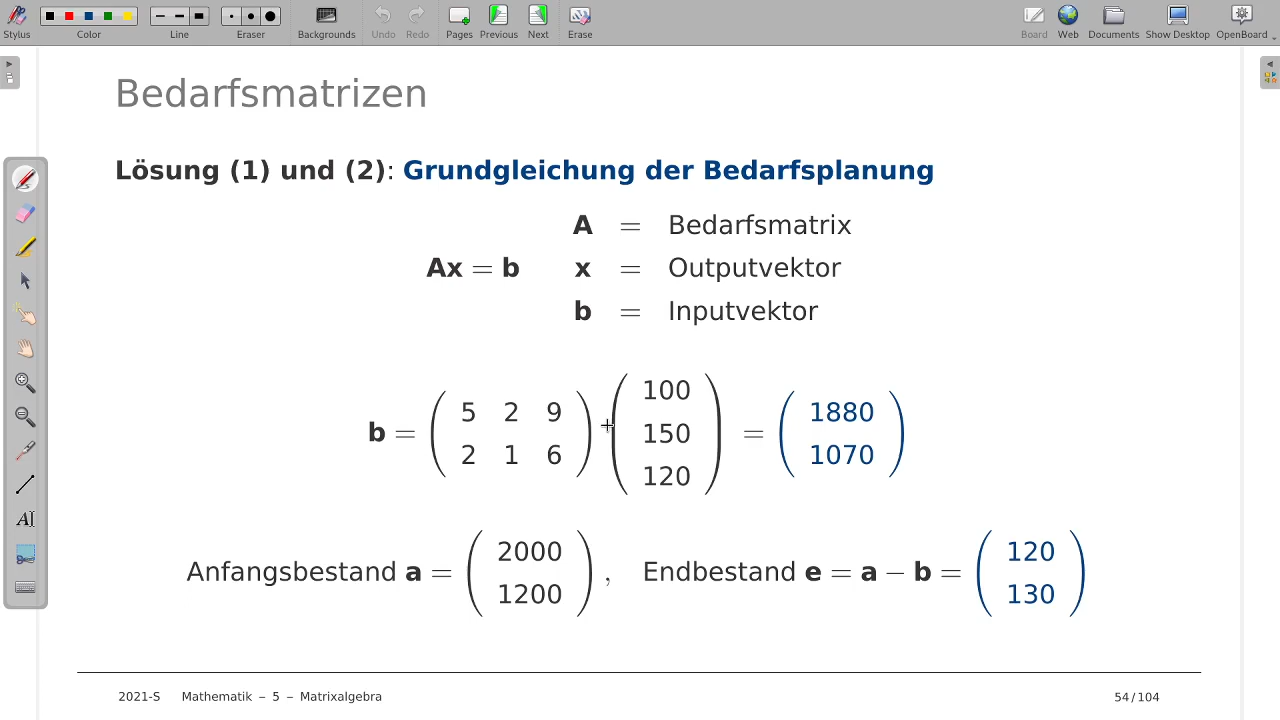 Stylus Color Line Eraser Backgrounds Undo Redo Pages Previous Next Erase Board Web Documents Show Desktop OpenBoard
Bedarfsmatrizen
Lösung (1) und (2): Grundgleichung der Bedarfsplanung
A = Bedarfsmatrix
Ax = b x = Outputvektor
b = Inputvektor
100
5 2 9 1880
b = 150 =
2 1 6 1070
120
2000 120
Anfangsbestand a = , Endbestand e = a − b =
1200 130
2021-S Mathematik – 5 – Matrixalgebra 54/104